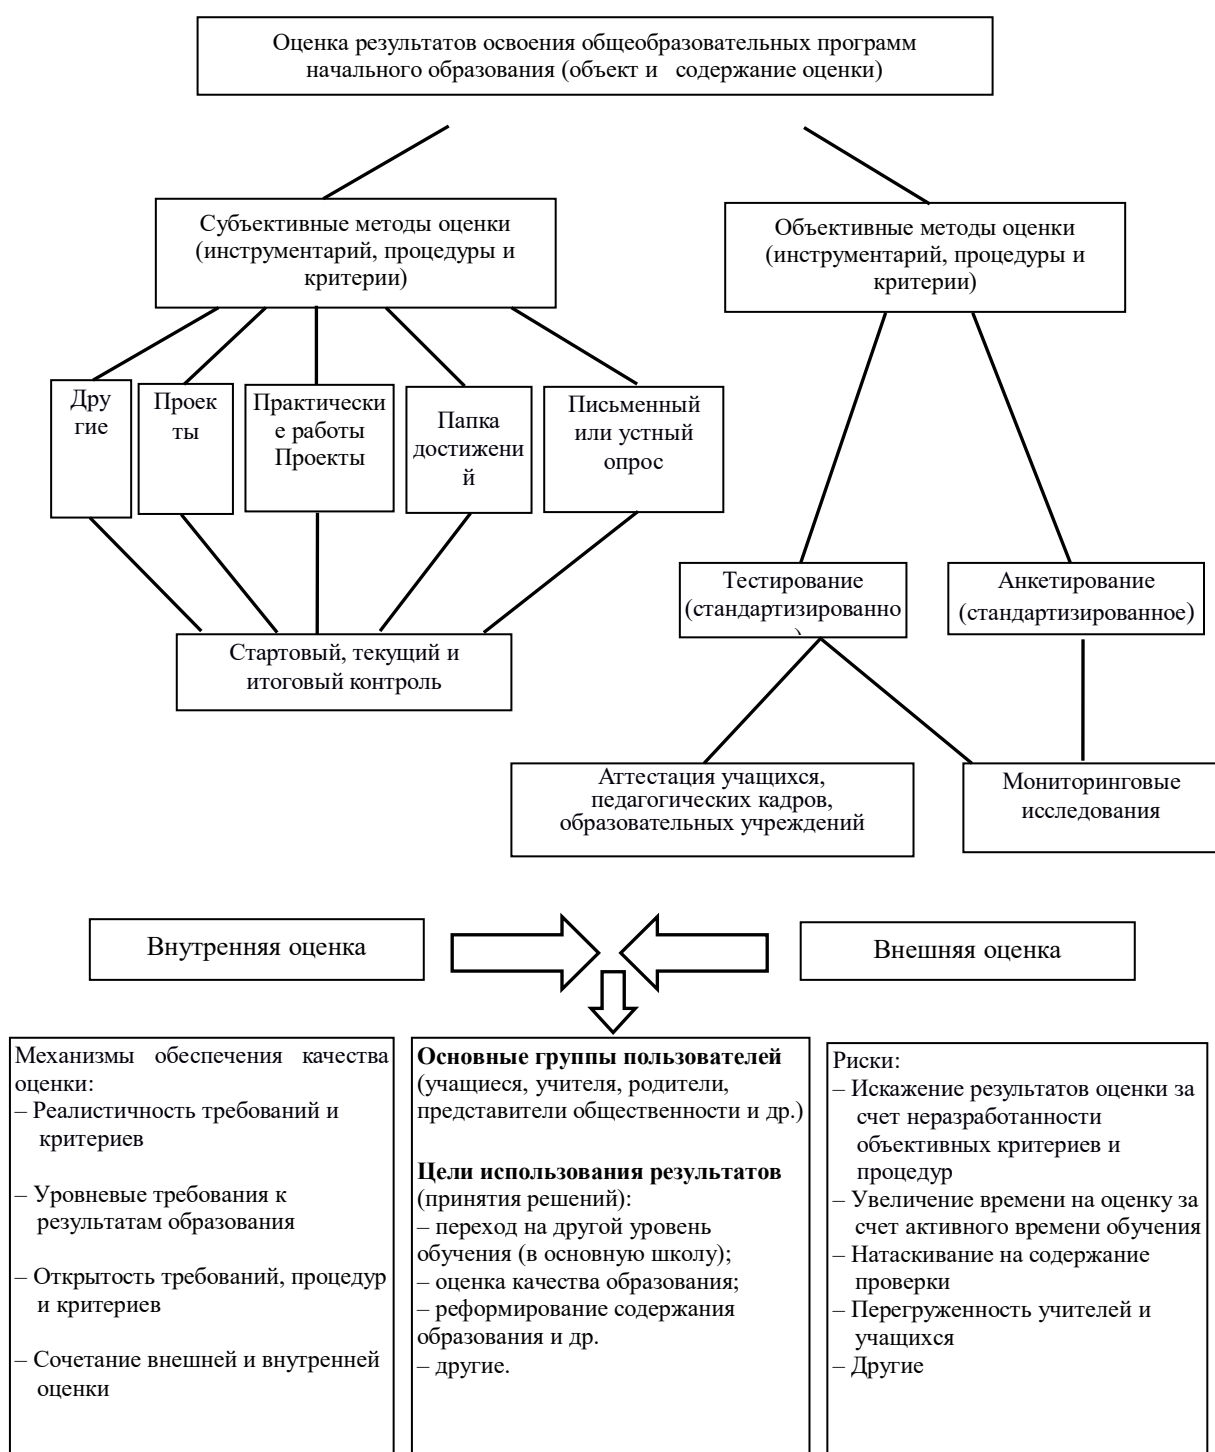 Оценка результатов освоения общеобразовательных программ
начального образования (объект и содержание оценки)
Субъективные методы оценки
(инструментарий, процедуры и
критерии)
Объективные методы оценки
(инструментарий, процедуры и
критерии)
Дру
гие
Проек
ты
Практически
е работы
Проекты
Папка
достижени
й
Письменный
или устный
опрос
Тестирование
(стандартизированно
Анкетирование
(стандартизированное)
Стартовый, текущий и
итоговый контроль
Аттестация учащихся,
педагогических кадров,
образовательных учреждений
Мониторинговые
исследования
Внутренняя оценка
Внешняя оценка
Механизмы обеспечения качества
оценки:
– Реалистичность требований и
критериев
– Уровневые требования к
результатам образования
– Открытость требований, процедур
и критериев
– Сочетание внешней и внутренней
оценки
Основные группы пользователей
(учащиеся, учителя, родители,
представители общественности и др.)
Цели использования результатов
(принятия решений):
– переход на другой уровень
обучения (в основную школу);
– оценка качества образования;
– реформирование содержания
образования и др.
– другие.
Риски:
– Искажение результатов оценки за
счет неразработанности
объективных критериев и
процедур
– Увеличение времени на оценку за
счет активного времени обучения
– Натаскивание на содержание
проверки
– Перегруженность учителей и
учащихся
– Другие